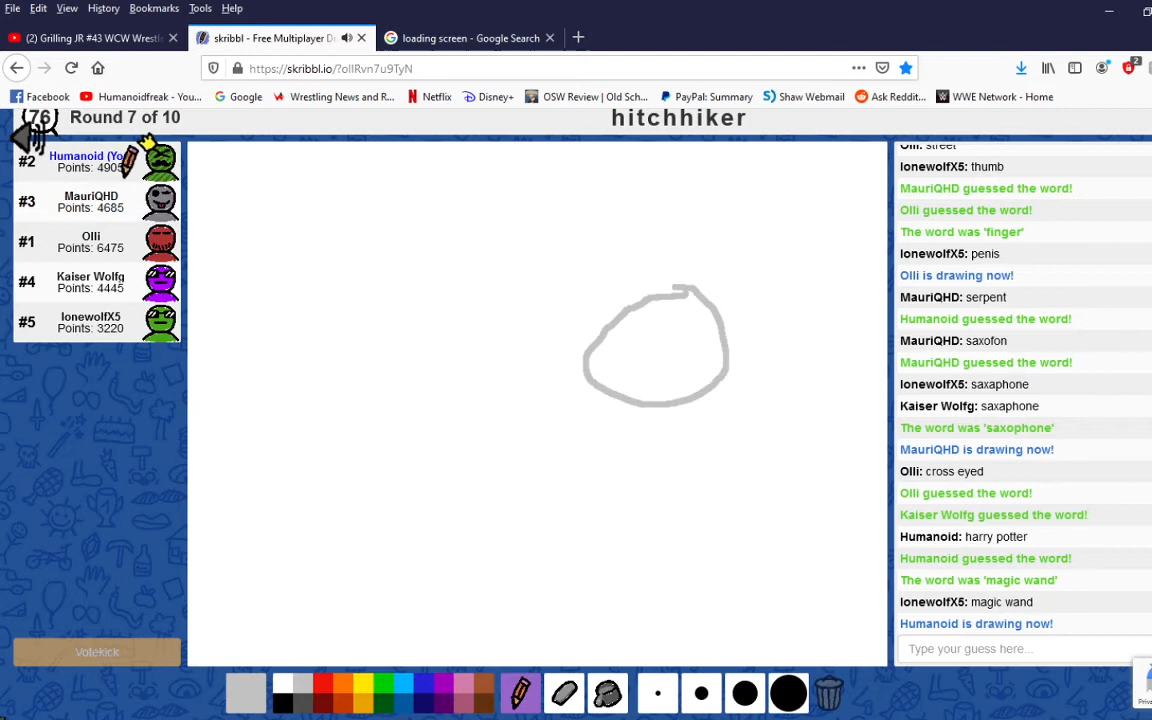 File Edit View History Bookmarks Tools Help
(2) Grilling JR #43 WCW Wrestl
skribbl - Free Multiplayer D
loading screen - Google Search
https://skribbl.io/?olIRvn7u9TyN
2
Facebook
Humanoidfreak - You...
Google
Wrestling News and R...
Netflix
Disney+
OSW Review | Old Sch...
PayPal: Summary
Shaw Webmail
Ask Reddit...
WWE Network - Home
76 Round 7 of 10
hitchhiker
#2 Humanoid (Yo
Points: 4905
#3 MauriQHD
Points: 4685
#1 Olli
Points: 6475
#4 Kaiser Wolfg
Points: 4445
#5 lonewolfX5
Points: 3220
Votekick
Olli: street
lonewolfX5: thumb
MauriQHD guessed the word!
Olli guessed the word!
The word was 'finger'
lonewolfX5: penis
Olli is drawing now!
MauriQHD: serpent
Humanoid guessed the word!
MauriQHD: saxofon
MauriQHD guessed the word!
lonewolfX5: saxaphone
Kaiser Wolfg: saxaphone
The word was 'saxophone'
MauriQHD is drawing now!
Olli: cross eyed
Olli guessed the word!
Kaiser Wolfg guessed the word!
Humanoid: harry potter
Humanoid guessed the word!
The word was 'magic wand'
lonewolfX5: magic wand
Humanoid is drawing now!
Type your guess here...